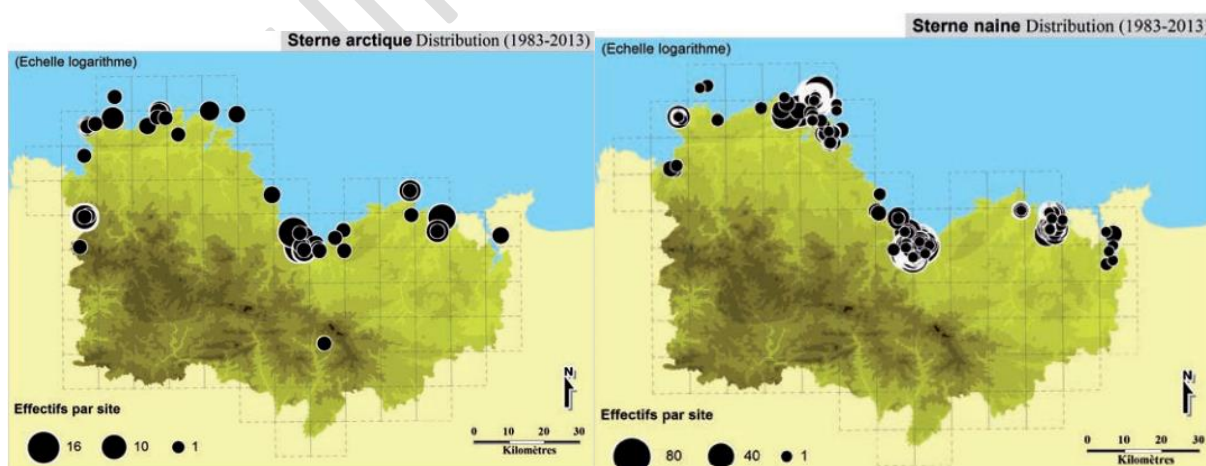 Sterne arctique Distribution (1983-2013)
(Echelle logarithme)
N
Effectifs par site
16 10 1
0 10 20 30
Kilomètres
Sterne naine Distribution (1983-2013)
(Echelle logarithme)
N
Effectifs par site
80 40 1
0 10 20 30
Kilomètres